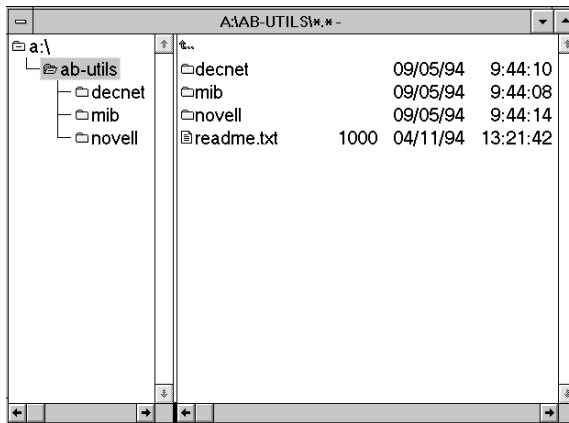 A:\AB-UTILS\*.* -
a:\
ab-utils
decnet
mib
novell
decnet 09/05/94 9:44:10
mib 09/05/94 9:44:08
novell 09/05/94 9:44:14
readme.txt 1000 04/11/94 13:21:42